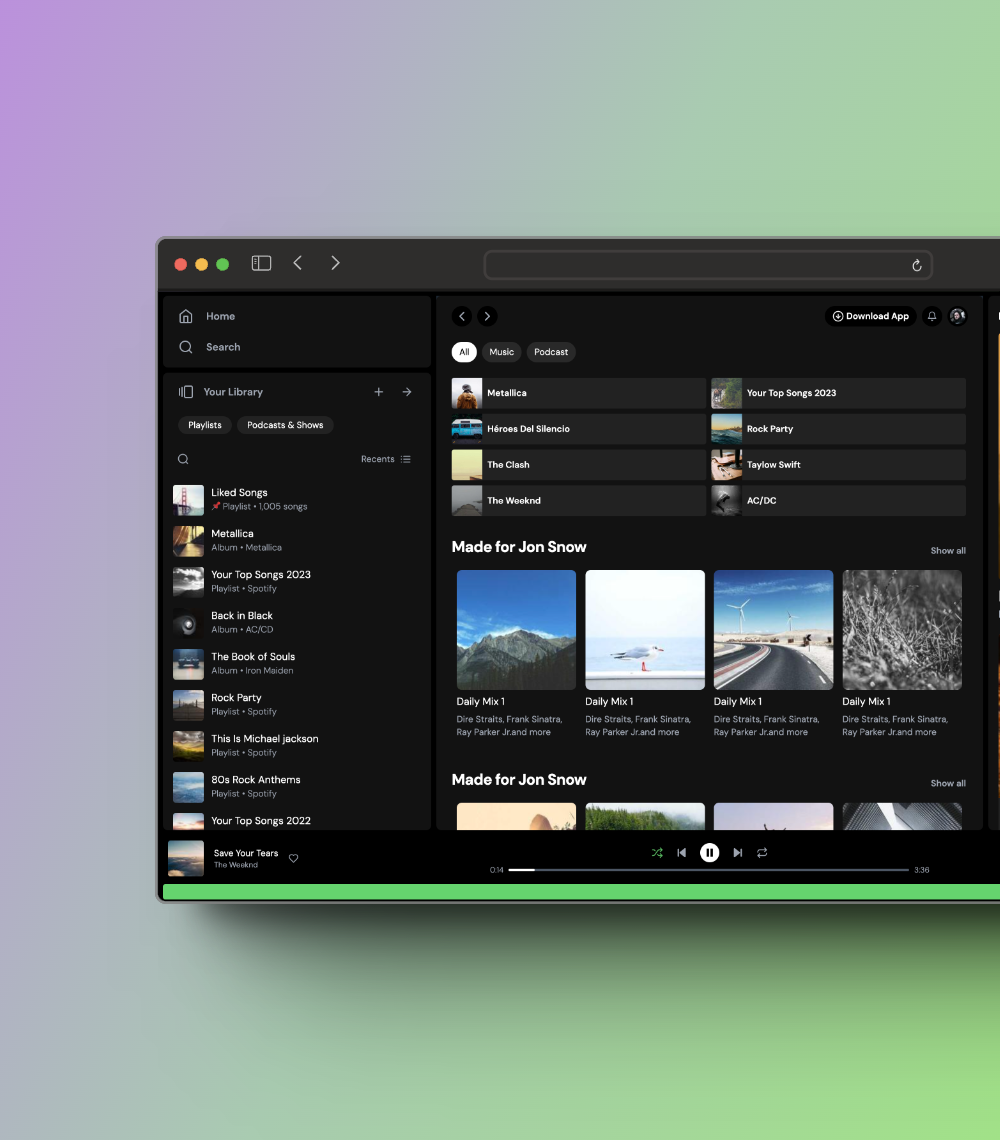 Home
Search
Your Library
Playlists
Podcasts & Shows
Recents
Liked Songs
Playlist • 1,005 songs
Metallica
Album • Metallica
Your Top Songs 2023
Playlist • Spotify
Back in Black
Album • AC/CD
The Book of Souls
Album • Iron Maiden
Rock Party
Playlist • Spotify
This Is Michael jackson
Playlist • Spotify
80s Rock Anthems
Playlist • Spotify
Your Top Songs 2022
Download App
All
Music
Podcast
Metallica
Your Top Songs 2023
Héroes Del Silencio
Rock Party
The Clash
Taylow Swift
The Weeknd
AC/DC
Made for Jon Snow
Show all
Daily Mix 1
Dire Straits, Frank Sinatra,
Ray Parker Jr.and more
Daily Mix 1
Dire Straits, Frank Sinatra,
Ray Parker Jr.and more
Daily Mix 1
Dire Straits, Frank Sinatra,
Ray Parker Jr.and more
Daily Mix 1
Dire Straits, Frank Sinatra,
Ray Parker Jr.and more
Made for Jon Snow
Show all
Save Your Tears
The Weeknd
0:14
3:36